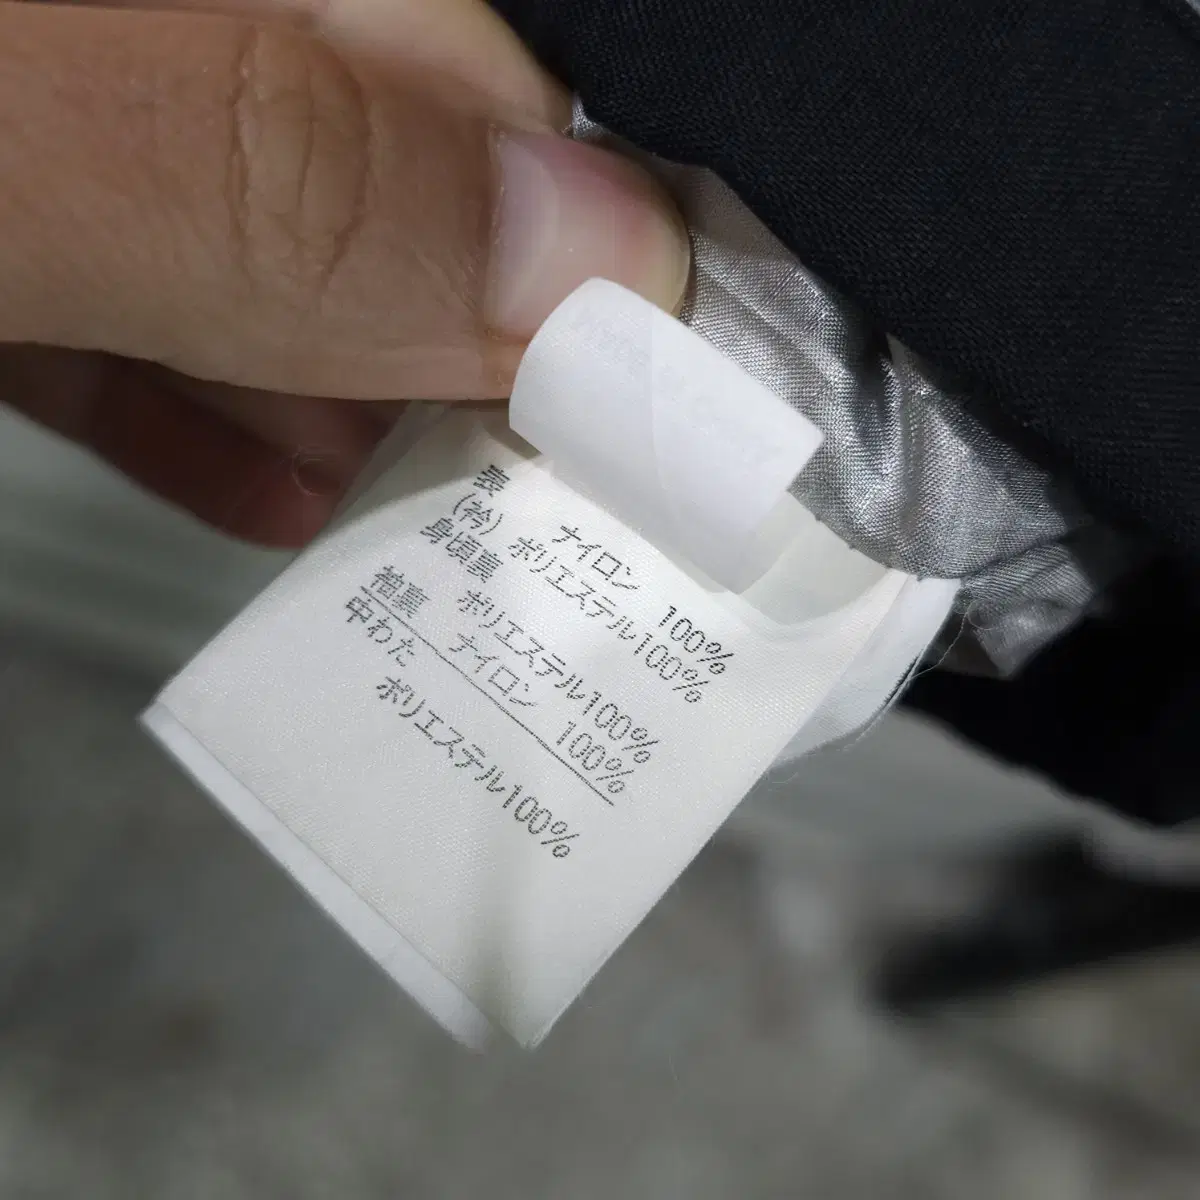 表 ナイロン 100%
(衿) ポリエステル100%
身頃裏 ポリエステル100%
袖裏 ナイロン 100%
中わた
ポリエステル100%